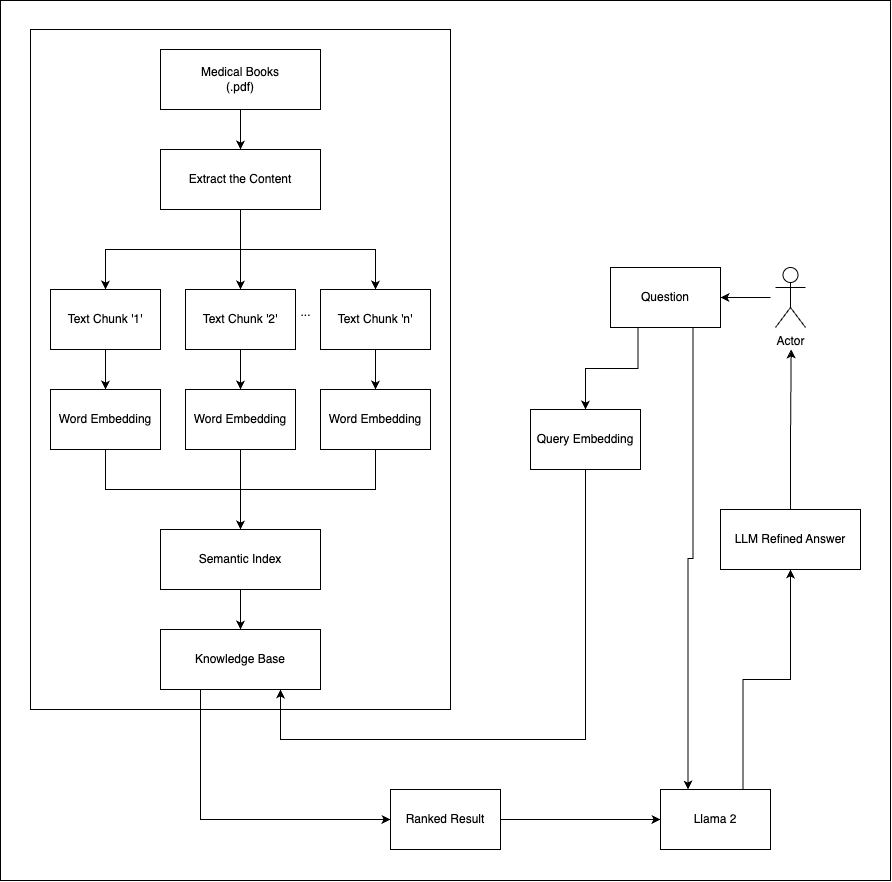 Medical Books
(.pdf)
Extract the Content
Text Chunk '1'
Text Chunk '2'
...
Text Chunk 'n'
Word Embedding
Word Embedding
Word Embedding
Semantic Index
Knowledge Base
Question
Actor
Query Embedding
LLM Refined Answer
Ranked Result
Llama 2